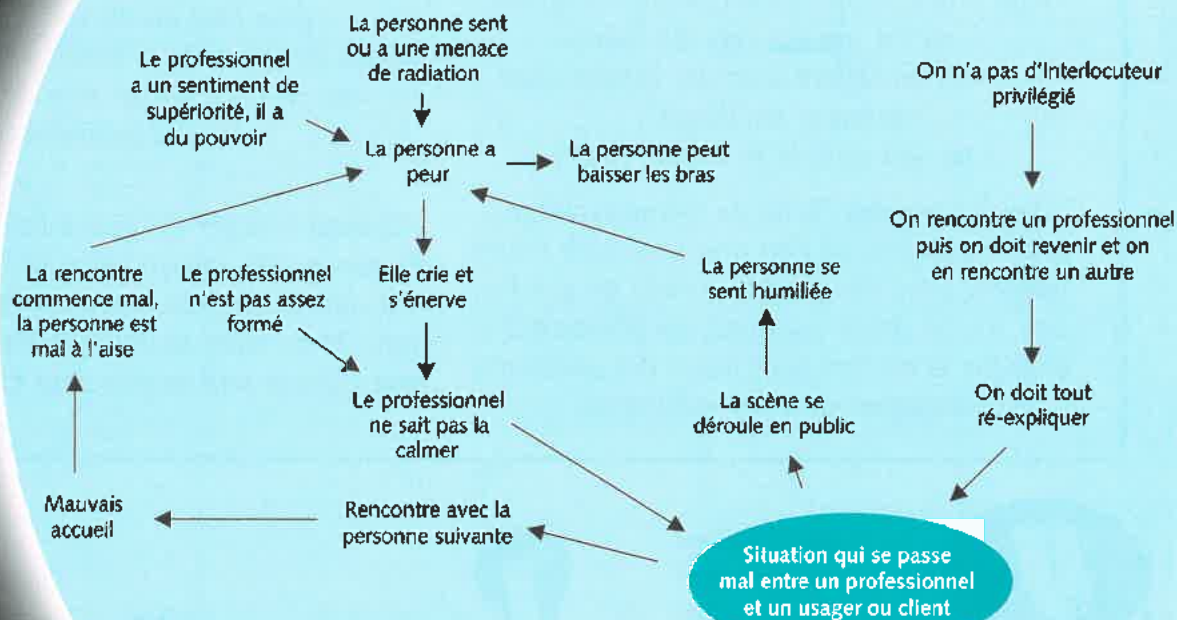 La personne sent
ou a une menace
de radiation
Le professionnel
a un sentiment de
supériorité, il a
du pouvoir
On n'a pas d'Interlocuteur
privilégié
La personne a
peur
La personne peut
baisser les bras
On rencontre un professionnel
puis on doit revenir et on
en rencontre un autre
La rencontre
commence mal,
la personne est
mal à l'aise
Le professionnel
n'est pas assez
formé
Elle crie et
s'énerve
La personne se
sent humiliée
Le professionnel
ne sait pas la
calmer
La scène se
déroule en public
On doit tout
ré-expliquer
Mauvais
accueil
Rencontre avec la
personne suivante
Situation qui se passe
mal entre un professionnel
et un usager ou client